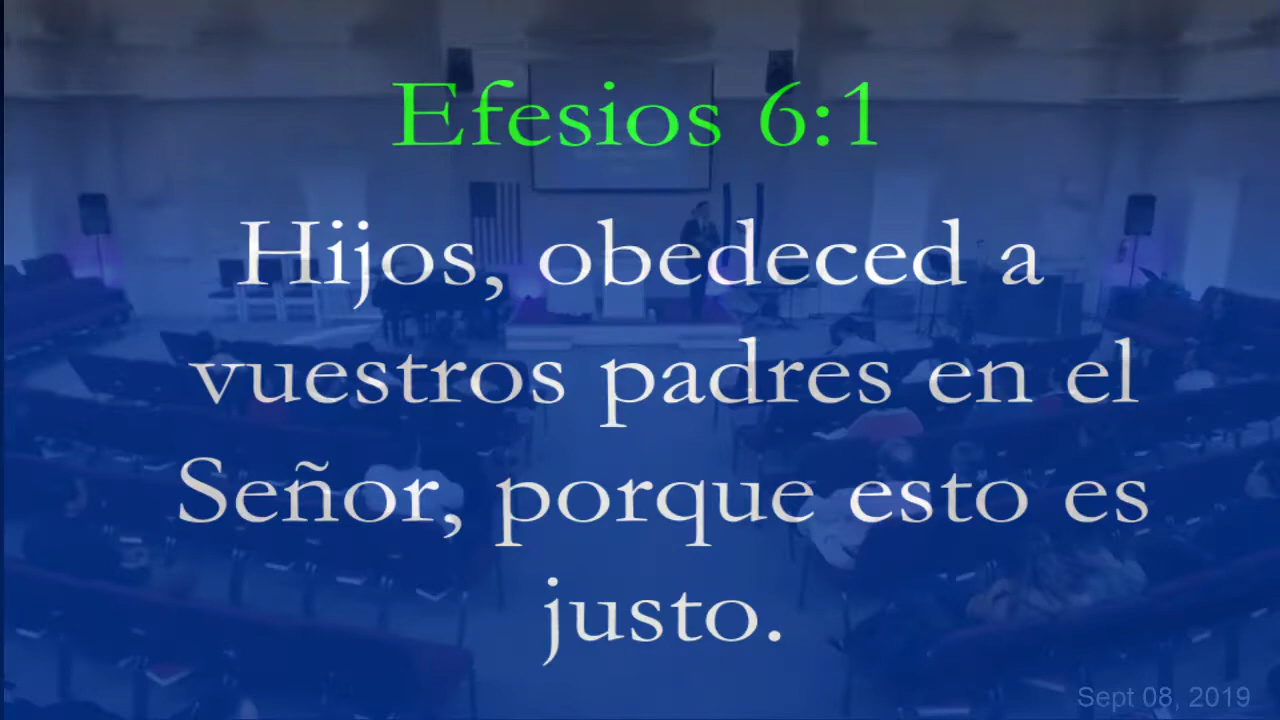 Efesios 6:1
Hijos, obedeced a
vuestros padres en el
Señor, porque esto es
justo.
Sept 08, 2019